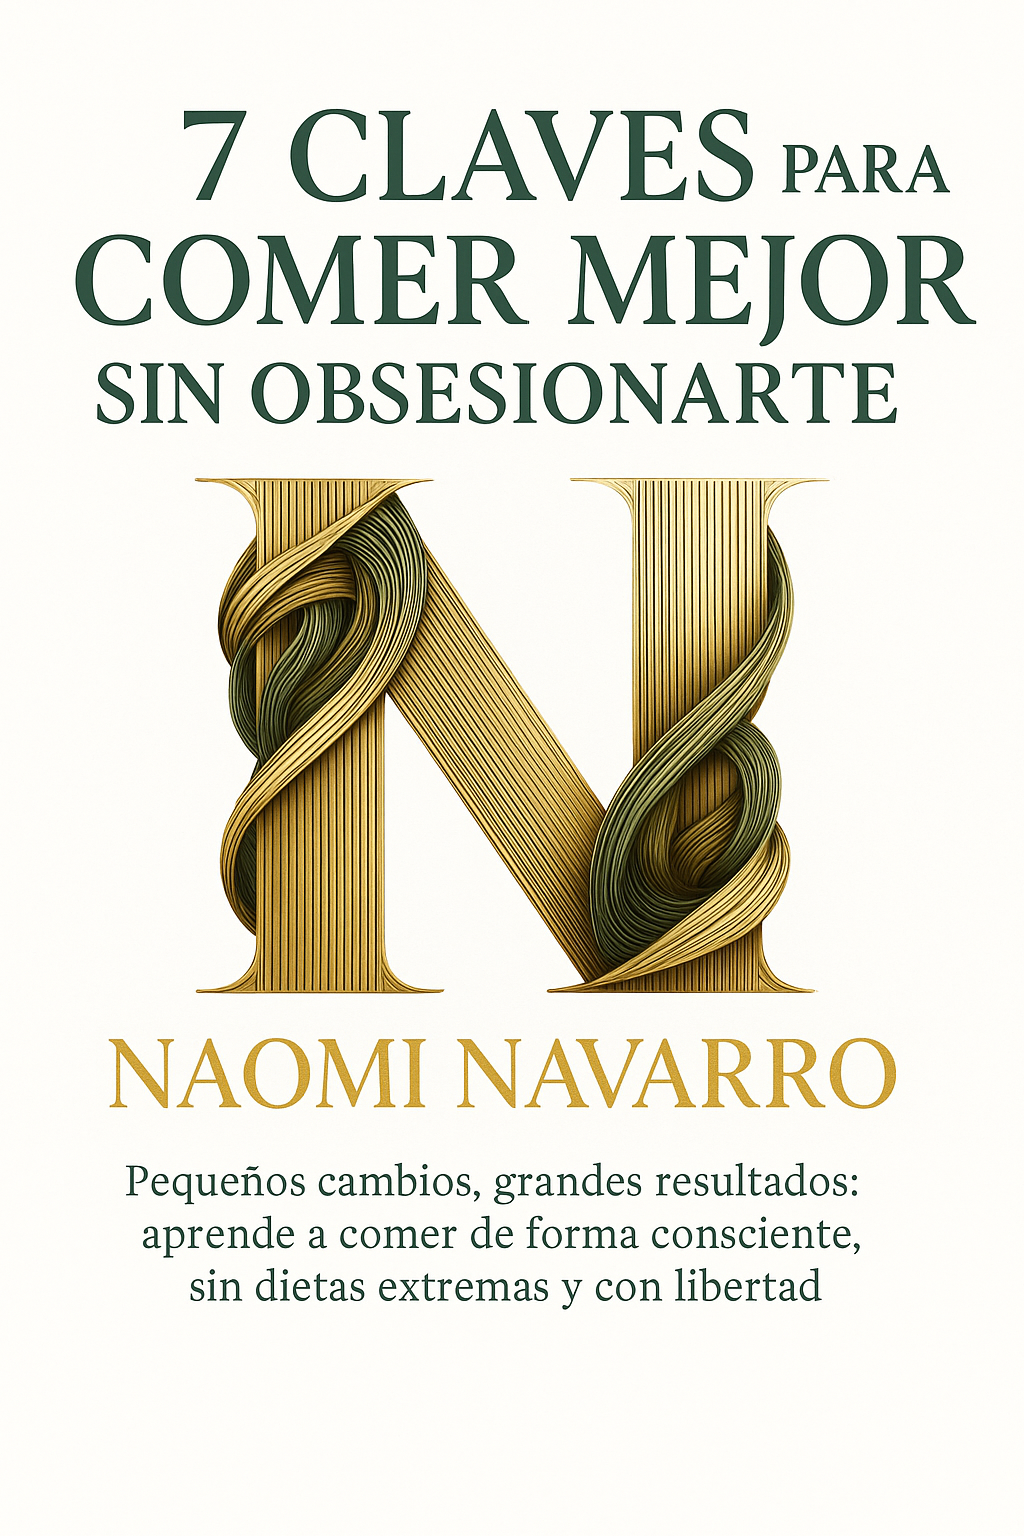 7 CLAVES PARA
COMER MEJOR
SIN OBSESIONARTE
N
NAOMI NAVARRO
Pequeños cambios, grandes resultados:
aprende a comer de forma consciente,
sin dietas extremas y con libertad